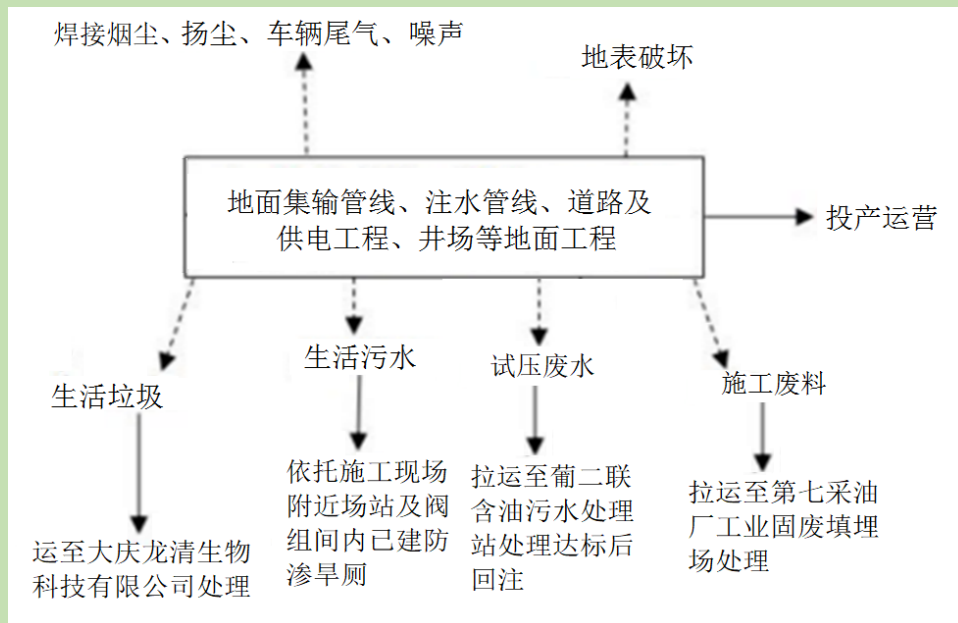 焊接烟尘、扬尘、车辆尾气、噪声
地表破坏
地面集输管线、注水管线、道路及
供电工程、井场等地面工程
投产运营
生活垃圾
生活污水
试压废水
施工废料
运至大庆龙清生物
科技有限公司处理
依托施工现场
附近场站及阀
组间内已建防
渗旱厕
拉运至葡二联
含油污水处理
站处理达标后
回注
拉运至第七采油
厂工业固废填埋
场处理